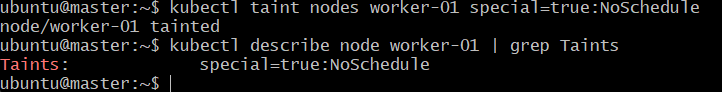 ubuntu@master:~$ kubectl taint nodes worker-01 special=true:NoSchedule
node/worker-01 tainted
ubuntu@master:~$ kubectl describe node worker-01 | grep Taints
Taints:             special=true:NoSchedule
ubuntu@master:~$